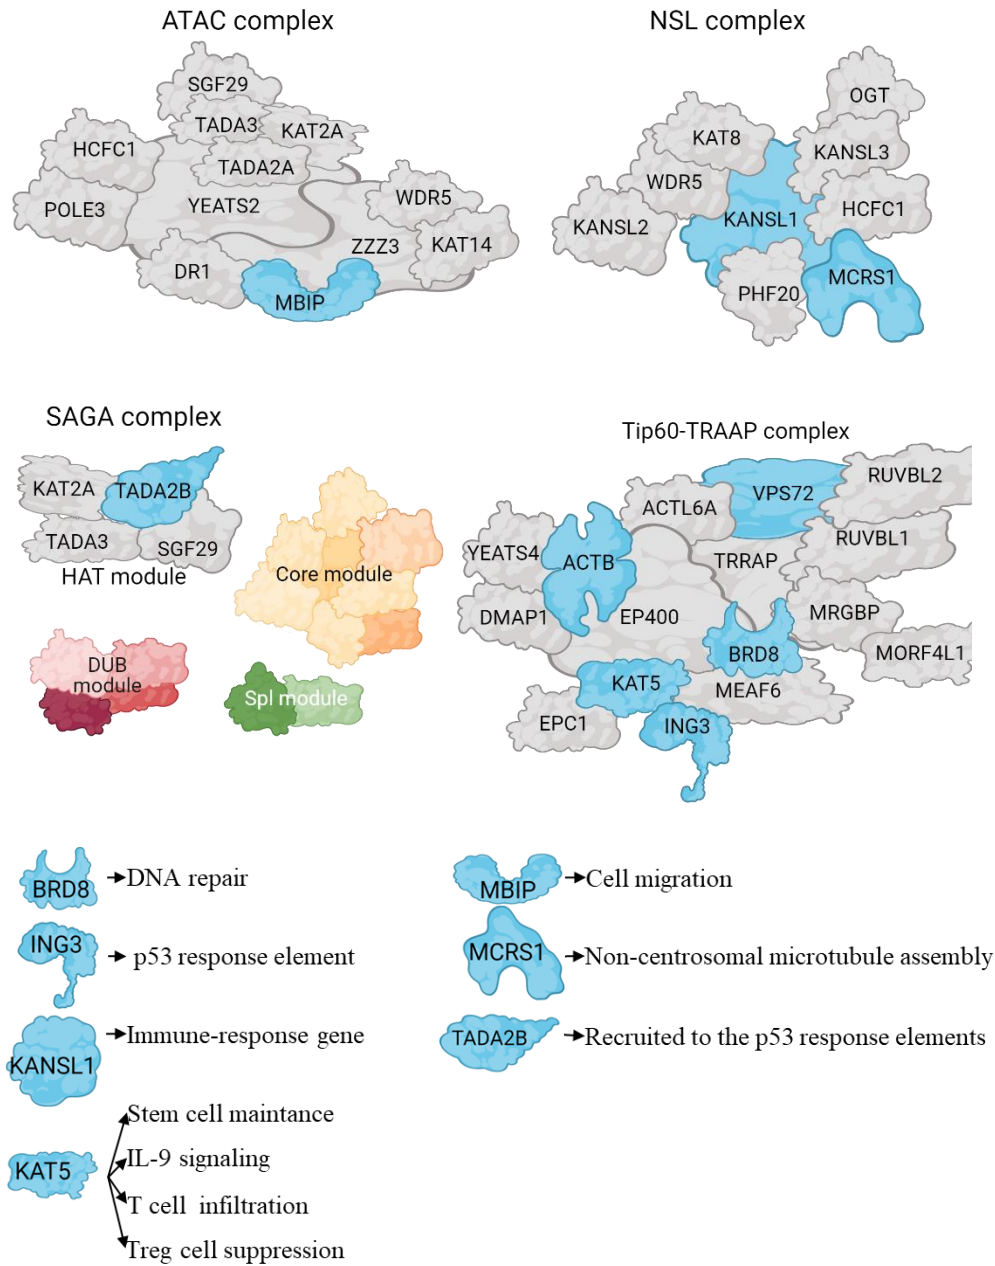 ATAC complex
SGF29
TADA3
KAT2A
HCFC1
TADA2A
POLE3
YEATS2
WDR5
ZZZ3
KAT14
DR1
MBIP
NSL complex
OGT
KAT8
KANSL3
WDR5
KANSL2
KANSL1
HCFC1
PHF20
MCRS1
SAGA complex
KAT2A
TADA2B
TADA3
SGF29
HAT module
Core module
DUB
module
Spl module
Tip60-TRAAP complex
RUVBL2
VPS72
ACTL6A
RUVBL1
YEATS4
ACTB
TRRAP
DMAP1
EP400
MRGBP
BRD8
MORF4L1
KAT5
MEAF6
EPC1
ING3
BRD8
DNA repair
ING3
p53 response element
KANSL1
Immune-response gene
KAT5
Stem cell maintance
IL-9 signaling
T cell infiltration
Treg cell suppression
MBIP
Cell migration
MCRS1
Non-centrosomal microtubule assembly
TADA2B
Recruited to the p53 response elements